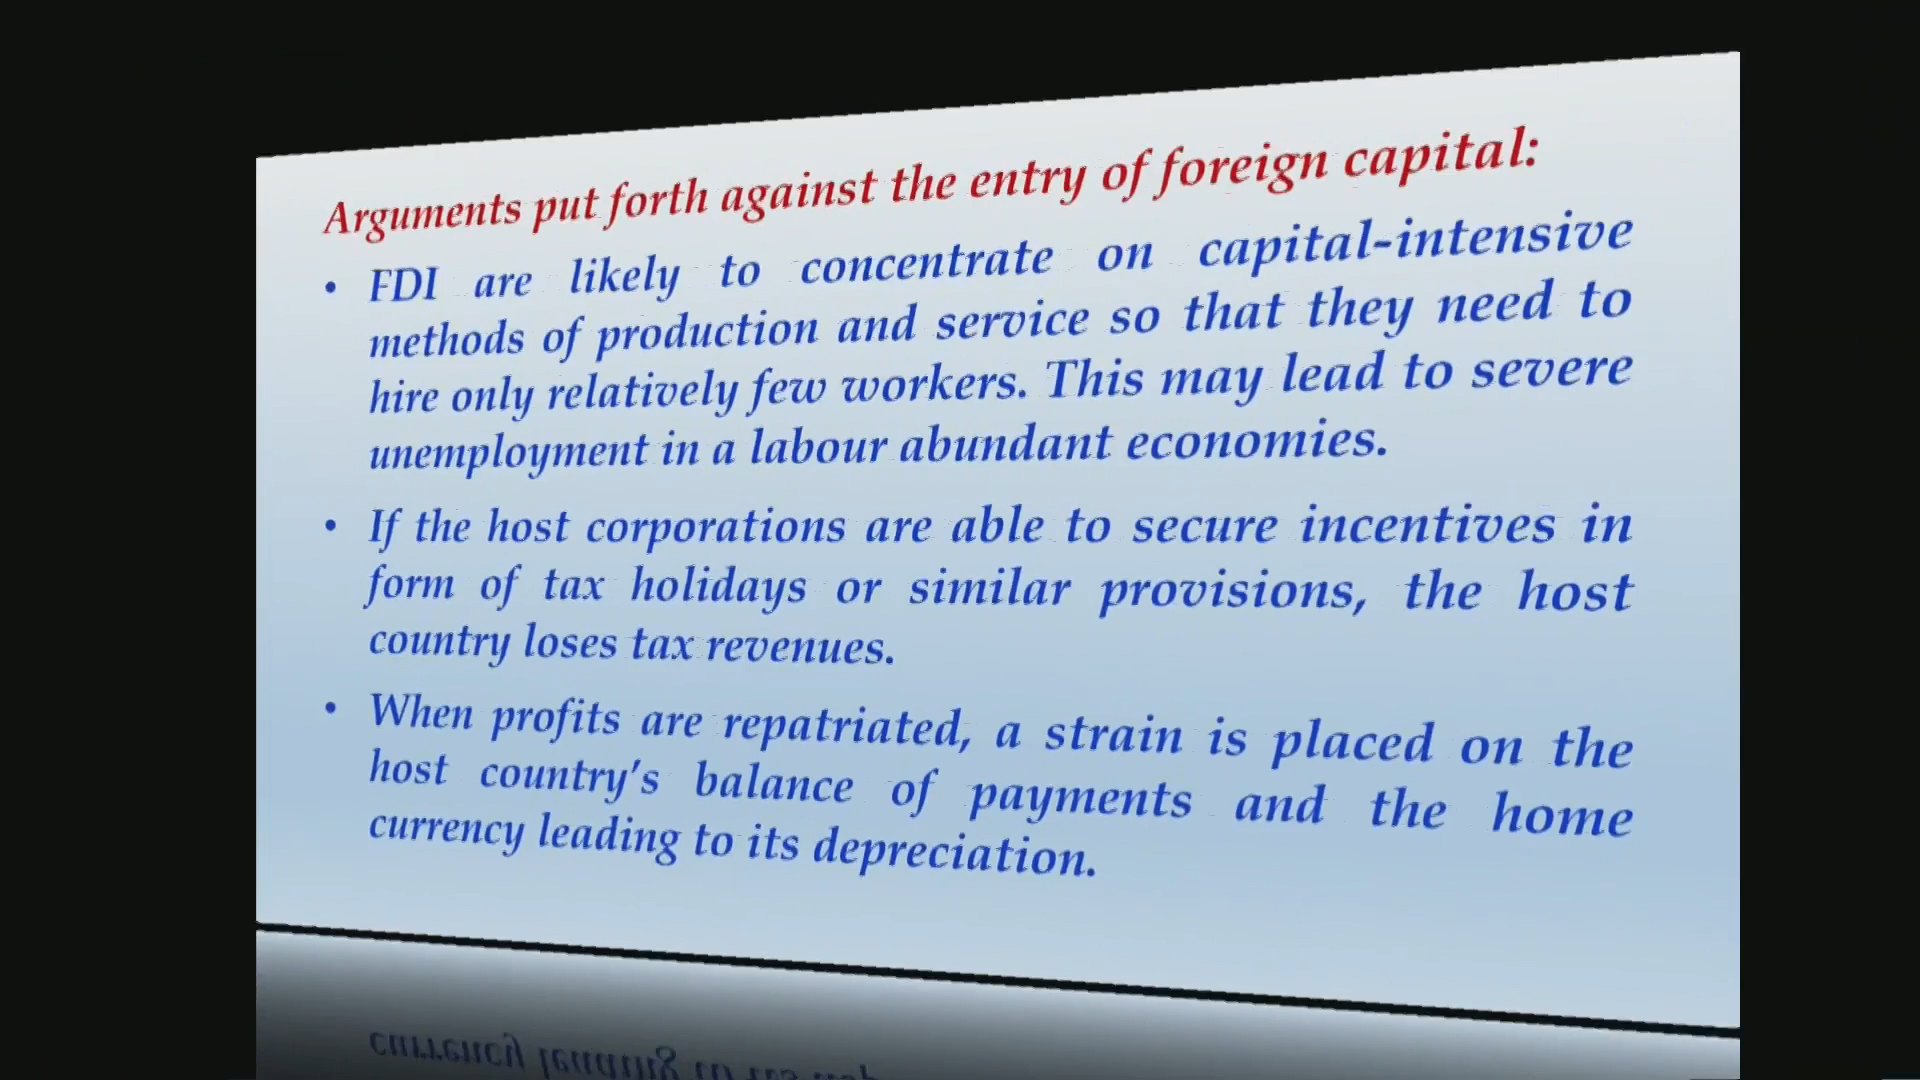 Arguments put forth against the entry of foreign capital:
• FDI are likely to concentrate on capital-intensive
methods of production and service so that they need to
hire only relatively few workers. This may lead to severe
unemployment in a labour abundant economies.
• If the host corporations are able to secure incentives in
form of tax holidays or similar provisions, the host
country loses tax revenues.
• When profits are repatriated, a strain is placed on the
host country's balance of payments and the home
currency leading to its depreciation.